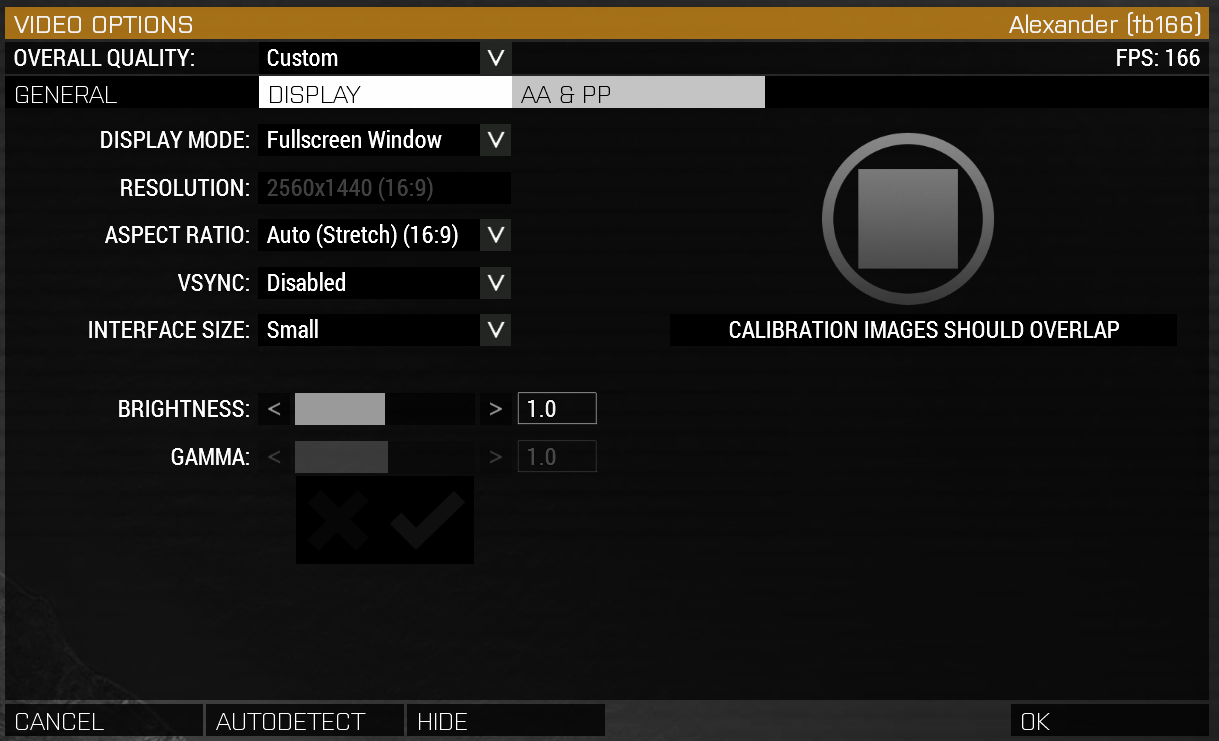 VIDEO OPTIONS Alexander (tb166)
OVERALL QUALITY: Custom V FPS: 166
GENERAL DISPLAY AA & PP
DISPLAY MODE: Fullscreen Window V
RESOLUTION: 2560x1440 (16:9)
ASPECT RATIO: Auto (Stretch) (16:9) V
VSYNC: Disabled V
INTERFACE SIZE: Small V
CALIBRATION IMAGES SHOULD OVERLAP
BRIGHTNESS: < > 1.0
GAMMA: < > 1.0
CANCEL AUTODETECT HIDE OK